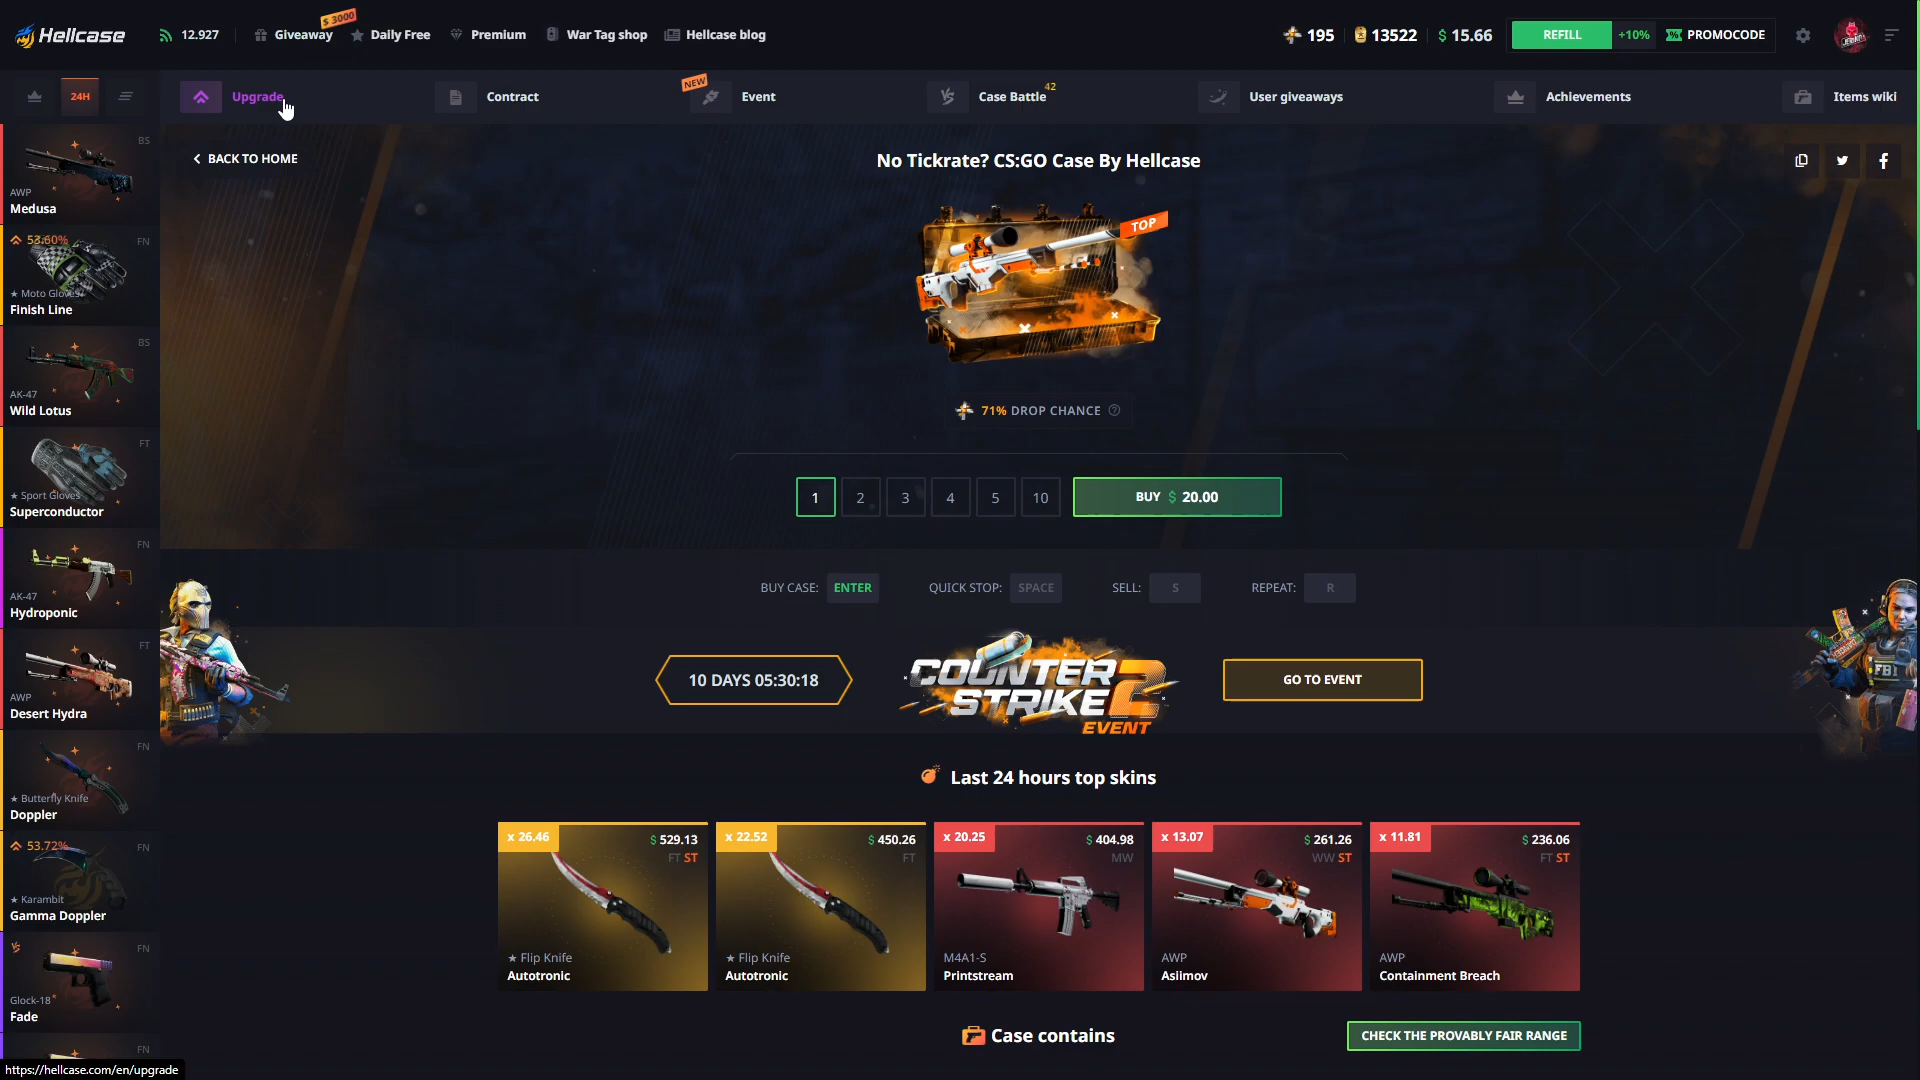 Hellcase
12.927
Giveaway
$ 3000
Daily Free
Premium
War Tag shop
Hellcase blog
195
13522
$ 15.66
REFILL
+10%
PROMOCODE
24H
Upgrade
Contract
NEW
Event
Case Battle
42
User giveaways
Achievements
Items wiki
BS
AWP
Medusa
53.60%
FN
★ Moto Gloves
Finish Line
BS
AK-47
Wild Lotus
FT
★ Sport Gloves
Superconductor
FN
AK-47
Hydroponic
FT
AWP
Desert Hydra
FN
★ Butterfly Knife
Doppler
53.72%
FN
★ Karambit
Gamma Doppler
FN
Glock-18
Fade
FN
BACK TO HOME
No Tickrate? CS:GO Case By Hellcase
TOP
71% DROP CHANCE
1
2
3
4
5
10
BUY $ 20.00
BUY CASE: ENTER
QUICK STOP: SPACE
SELL: S
REPEAT: R
10 DAYS 05:30:18
COUNTER
STRIKE 2
EVENT
GO TO EVENT
FBI
Last 24 hours top skins
x 26.46
$ 529.13
FT ST
★ Flip Knife
Autotronic
x 22.52
$ 450.26
FT
★ Flip Knife
Autotronic
x 20.25
$ 404.98
MW
M4A1-S
Printstream
x 13.07
$ 261.26
WW ST
AWP
Asiimov
x 11.81
$ 236.06
FT ST
AWP
Containment Breach
Case contains
CHECK THE PROVABLY FAIR RANGE
https://hellcase.com/en/upgrade